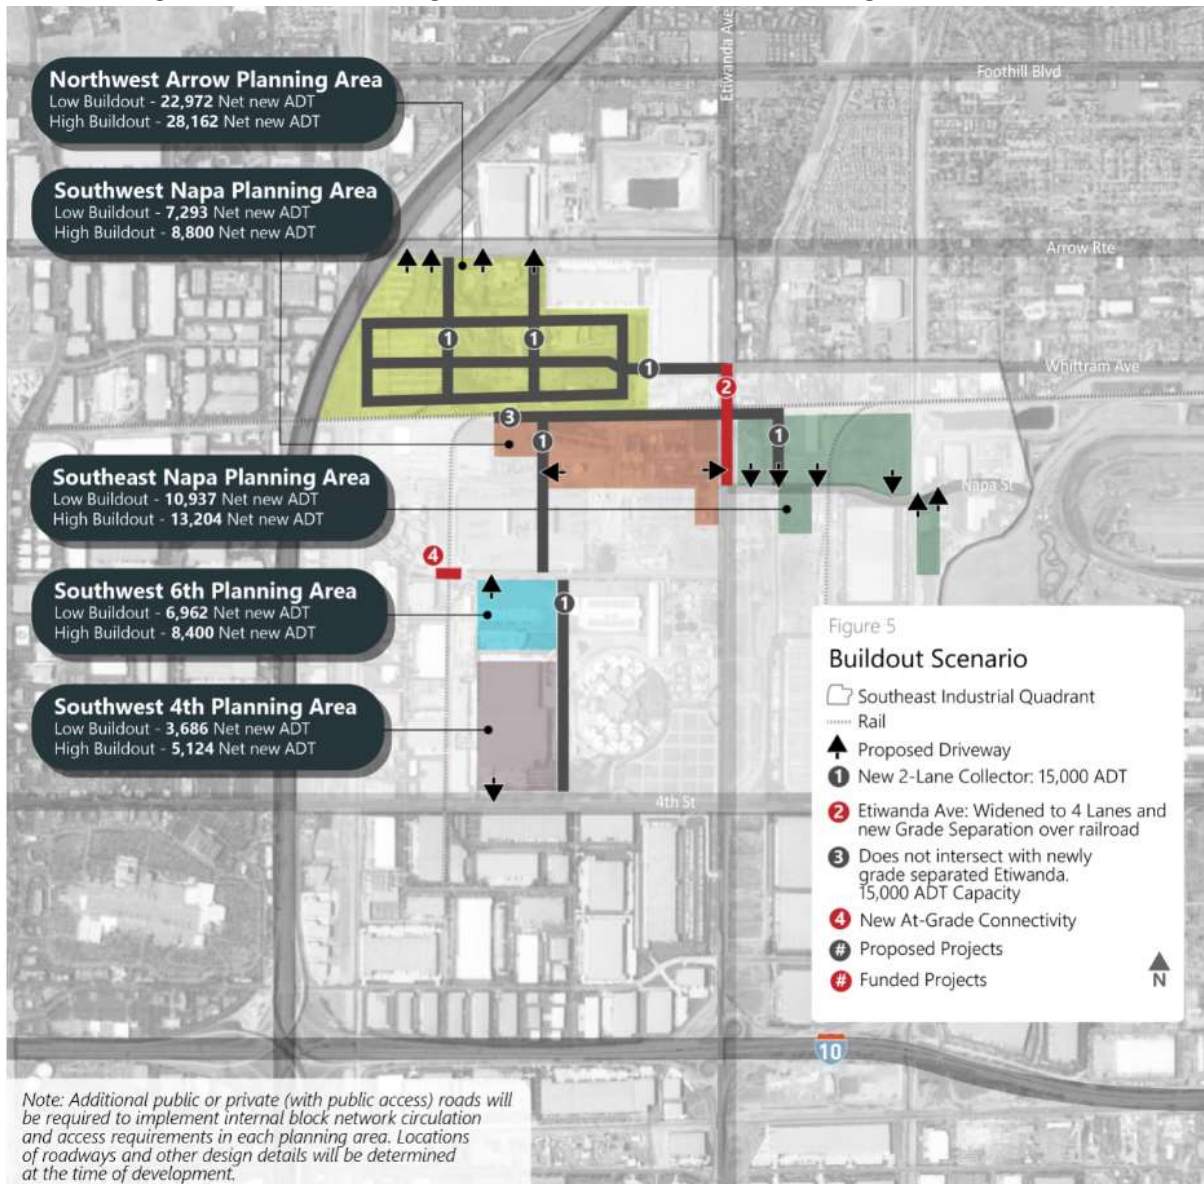 Foothill Blvd
Etiwanda Ave
Northwest Arrow Planning Area
Low Buildout - 22,972 Net new ADT
High Buildout - 28,162 Net new ADT
Southwest Napa Planning Area
Low Buildout - 7,293 Net new ADT
High Buildout - 8,800 Net new ADT
Arrow Rte
1
1
1
Whittram Ave
2
3
1
1
Southeast Napa Planning Area
Low Buildout - 10,937 Net new ADT
High Buildout - 13,204 Net new ADT
Napa St
4
Southwest 6th Planning Area
Low Buildout - 6,962 Net new ADT
High Buildout - 8,400 Net new ADT
1
Southwest 4th Planning Area
Low Buildout - 3,686 Net new ADT
High Buildout - 5,124 Net new ADT
4th St
Figure 5
Buildout Scenario
Southeast Industrial Quadrant
Rail
Proposed Driveway
1 New 2-Lane Collector: 15,000 ADT
2 Etiwanda Ave: Widened to 4 Lanes and
new Grade Separation over railroad
3 Does not intersect with newly
grade separated Etiwanda.
15,000 ADT Capacity
4 New At-Grade Connectivity
# Proposed Projects
# Funded Projects
N
10
Note: Additional public or private (with public access) roads will
be required to implement internal block network circulation
and access requirements in each planning area. Locations
of roadways and other design details will be determined
at the time of development.